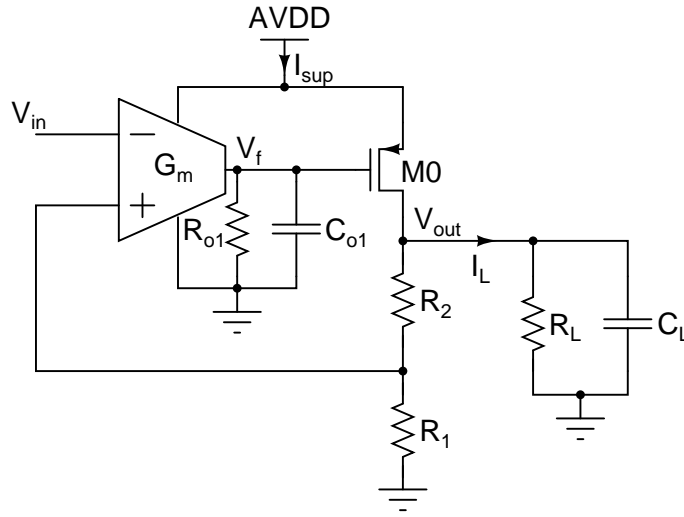 AVDD
I_sup
V_in
−
G_m
+
V_f
M0
R_o1
C_o1
V_out
I_L
R_2
R_L
C_L
R_1